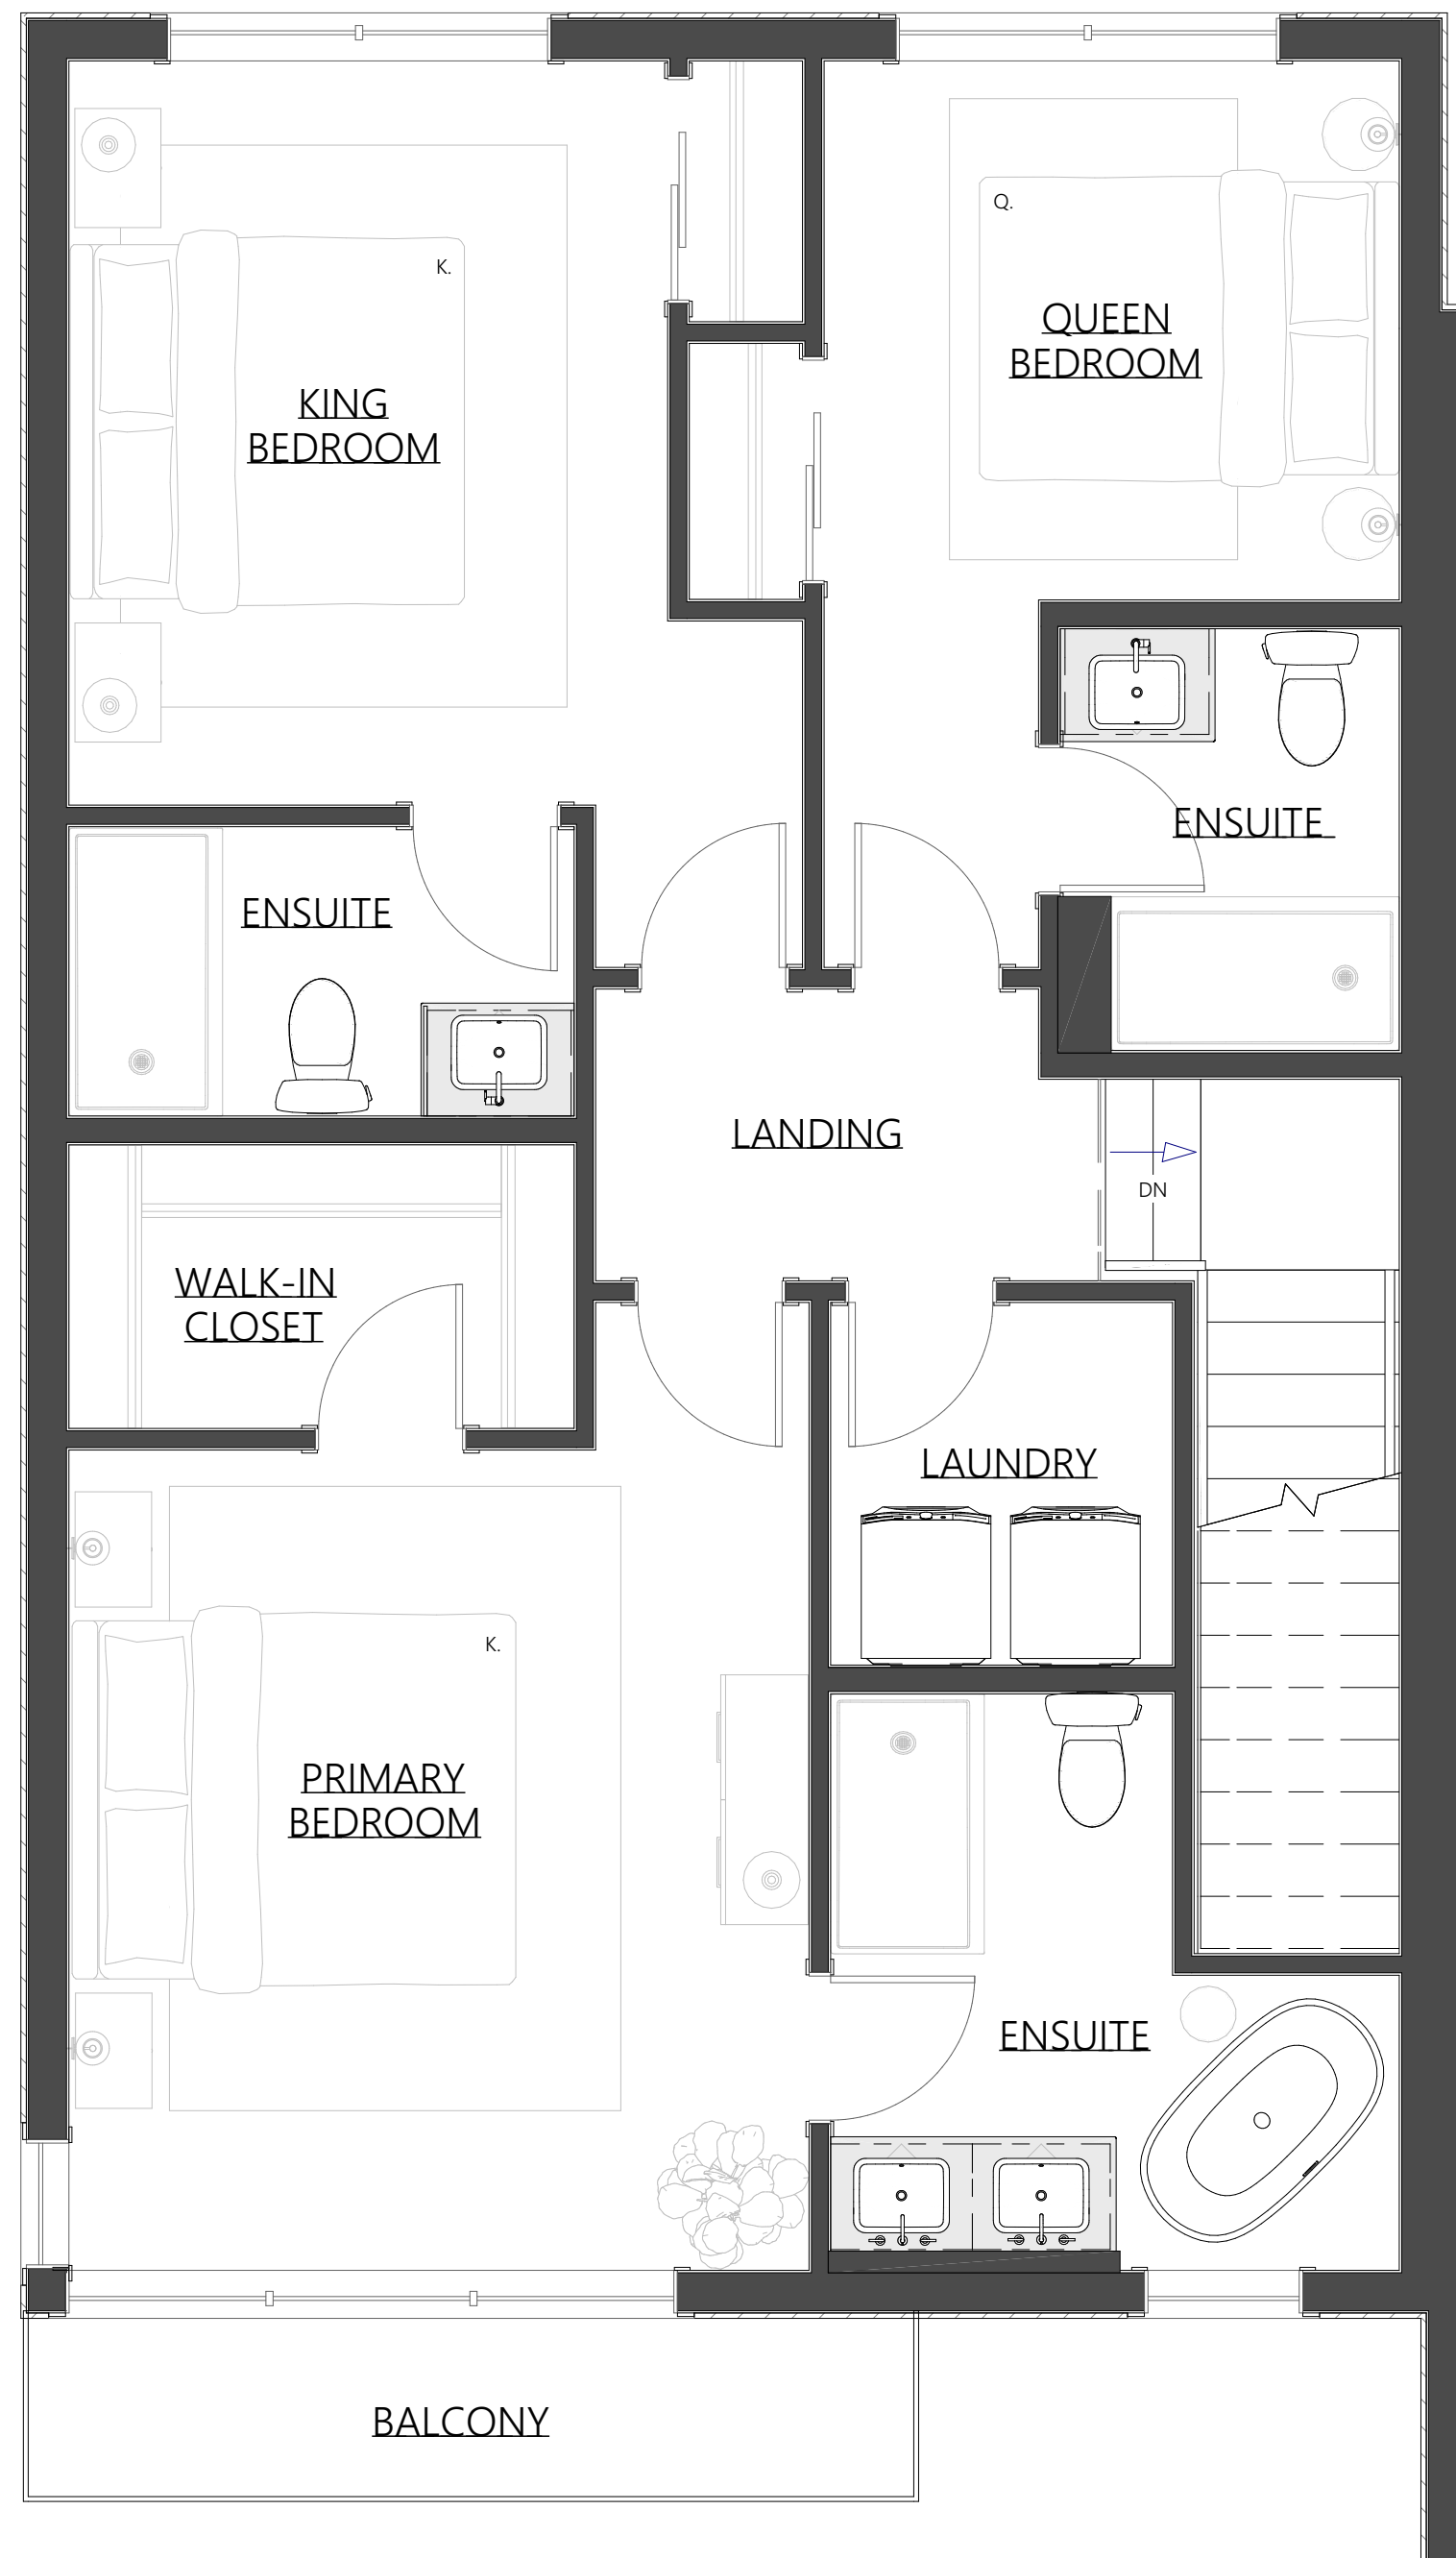 Q.
K.
QUEEN
BEDROOM
KING
BEDROOM
ENSUITE
ENSUITE
LANDING
DN
WALK-IN
CLOSET
LAUNDRY
K.
PRIMARY
BEDROOM
ENSUITE
BALCONY